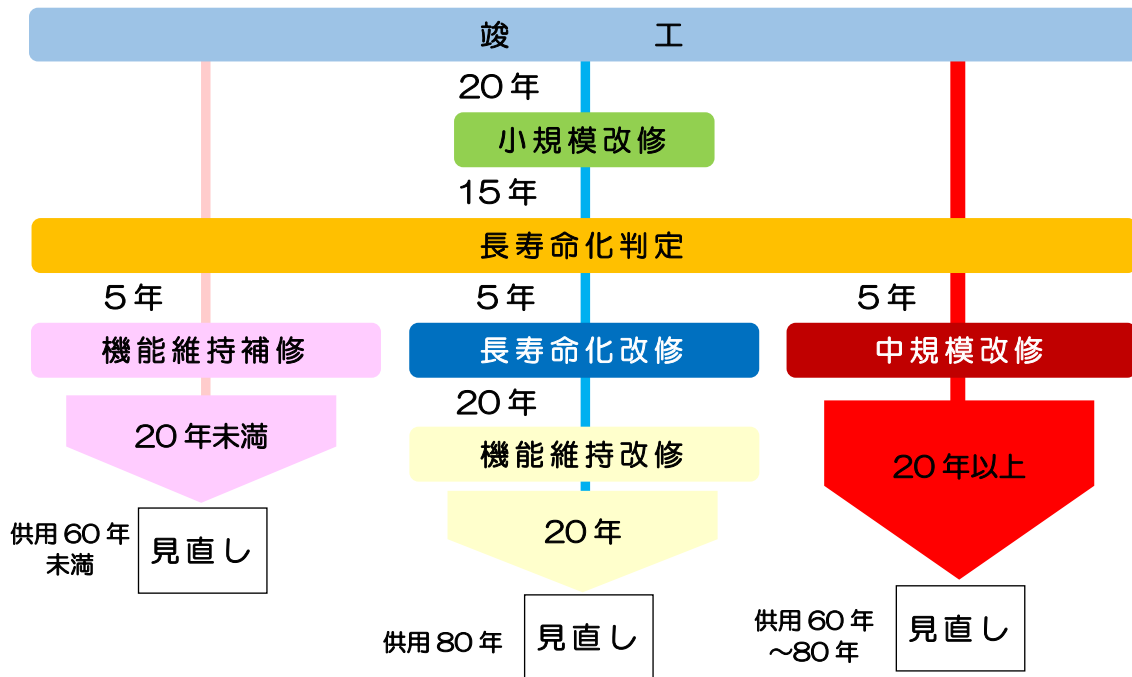 竣工
20年
小規模改修
15年
長寿命化判定
5年
5年
5年
機能維持補修
長寿命化改修
中規模改修
20年
20年未満
機能維持改修
20年以上
20年
供用60年
未満
見直し
供用80年
見直し
供用60年
～80年
見直し